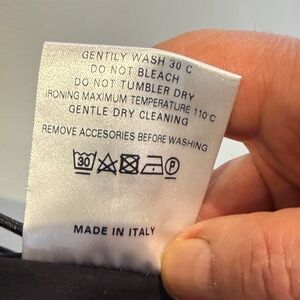 GENTILY WASH 30 C
DO NOT BLEACH
DO NOT TUMBLER DRY
IRONING MAXIMUM TEMPERATURE 110 C
GENTLE DRY CLEANING
REMOVE ACCESORIES BEFORE WASHING
30 P
MADE IN ITALY